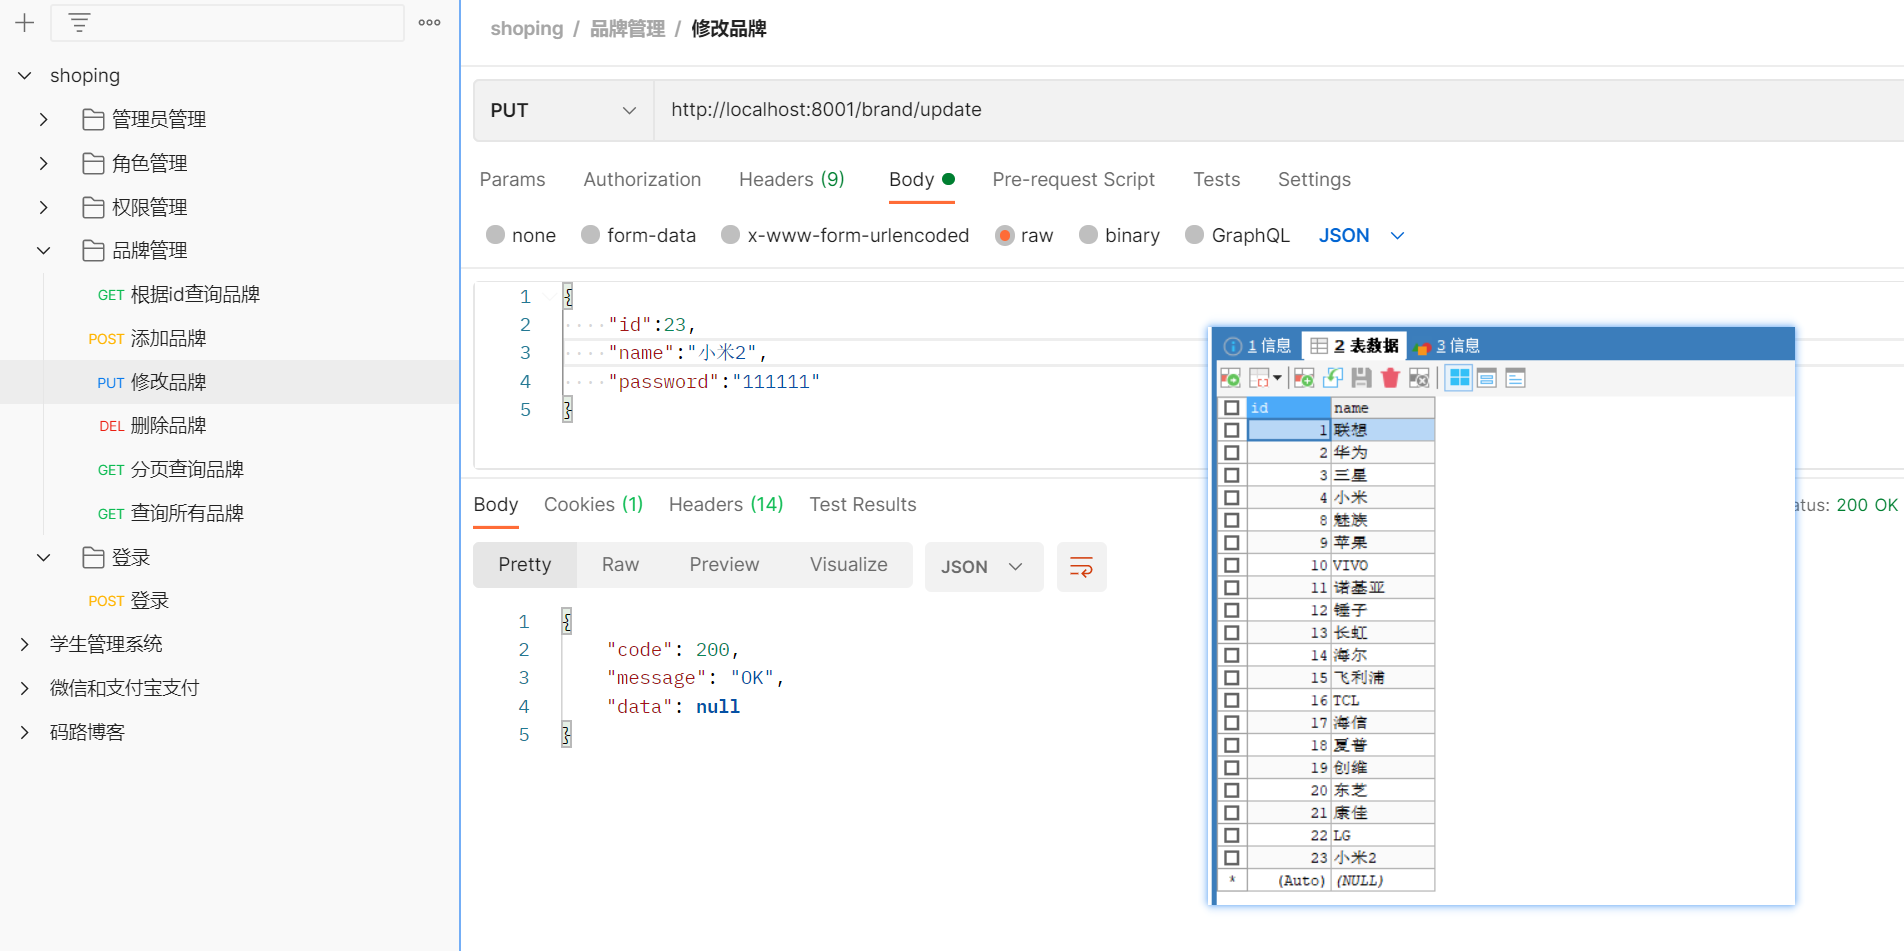 shoping
管理员管理
角色管理
权限管理
品牌管理
GET 根据id查询品牌
POST 添加品牌
PUT 修改品牌
DEL 删除品牌
GET 分页查询品牌
GET 查询所有品牌
登录
POST 登录
学生管理系统
微信和支付宝支付
码路博客
shoping / 品牌管理 / 修改品牌
PUT http://localhost:8001/brand/update
Params Authorization Headers (9) Body Pre-request Script Tests Settings
none form-data x-www-form-urlencoded raw binary GraphQL JSON
1 {
2 "id":23,
3 "name":"小米2",
4 "password":"111111"
5 }
Body Cookies (1) Headers (14) Test Results
atus: 200 OK
Pretty Raw Preview Visualize JSON
1 {
2 "code": 200,
3 "message": "OK",
4 "data": null
5 }
1 信息 2 表数据 3 信息
id name
1 联想
2 华为
3 三星
4 小米
8 魅族
9 苹果
10 VIVO
11 诺基亚
12 锤子
13 长虹
14 海尔
15 飞利浦
16 TCL
17 海信
18 夏普
19 创维
20 东芝
21 康佳
22 LG
23 小米2
* (Auto) (NULL)